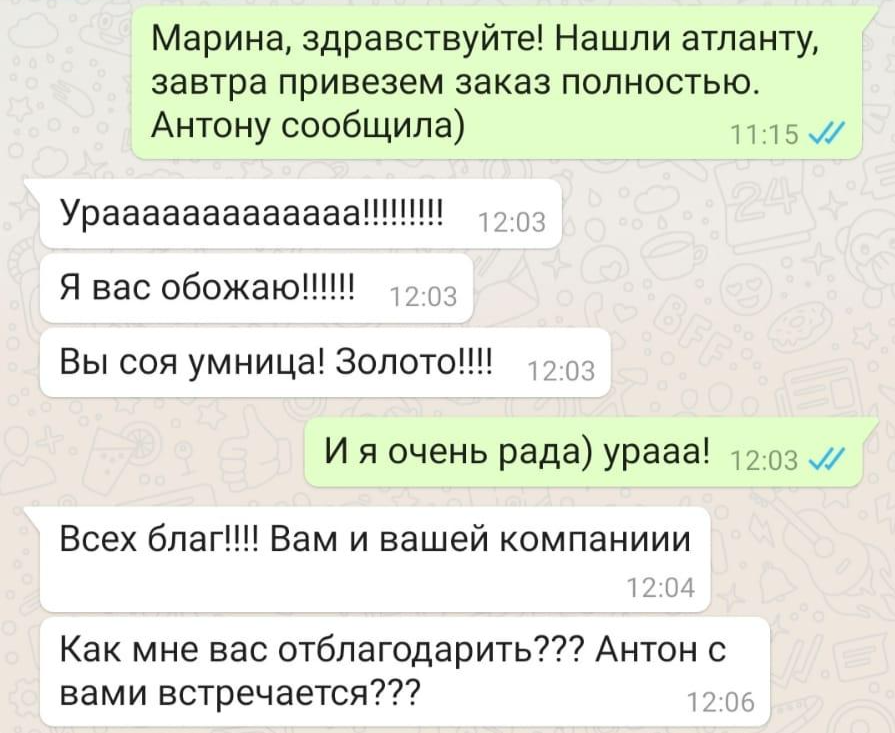 Марина, здравствуйте! Нашли атланту,
завтра привезем заказ полностью.
Антону сообщила)
11:15
Урааааааааааааа!!!!!!!!!
12:03
Я вас обожаю!!!!!!
12:03
Вы соя умница! Золото!!!!
12:03
И я очень рада) урааа!
12:03
Всех благ!!!! Вам и вашей компаниии
12:04
Как мне вас отблагодарить??? Антон с
вами встречается???
12:06